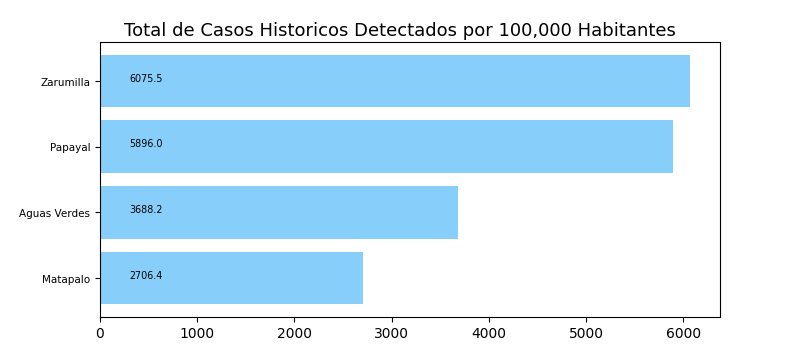 Total de Casos Historicos Detectados por 100,000 Habitantes
Zarumilla 6075.5
Papayal 5896.0
Aguas Verdes 3688.2
Matapalo 2706.4
0 1000 2000 3000 4000 5000 6000